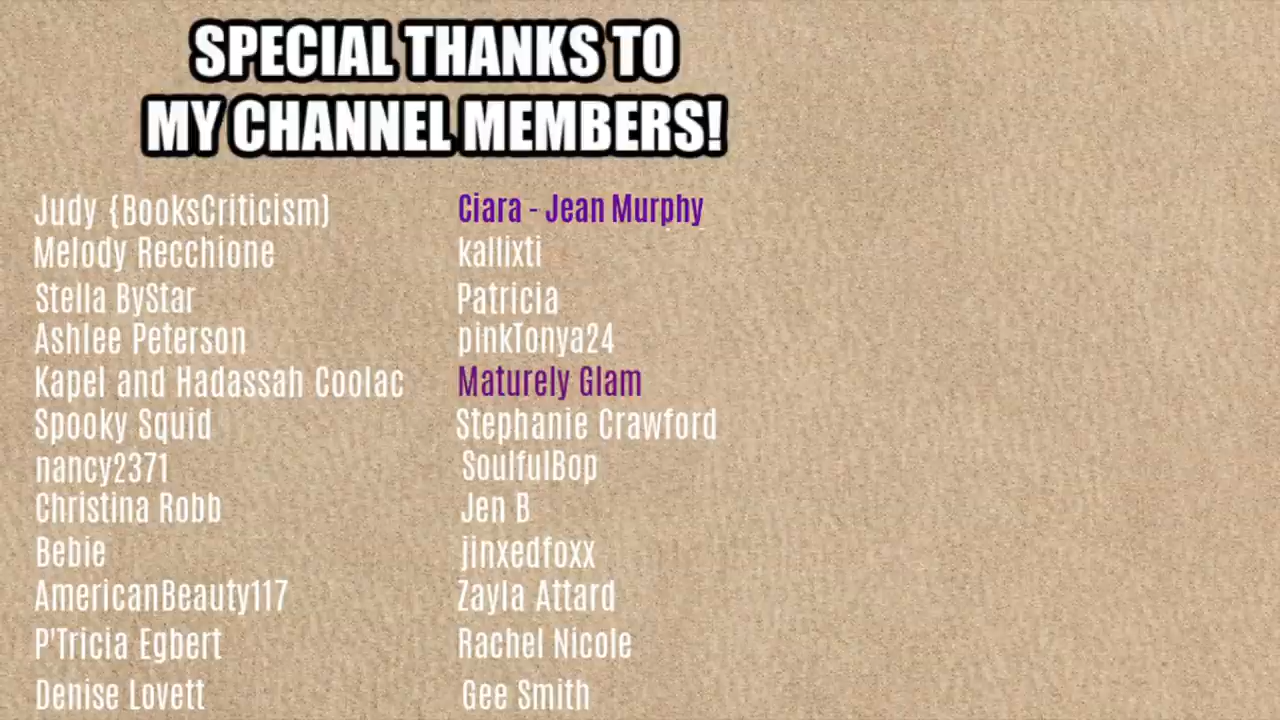 SPECIAL THANKS TO
MY CHANNEL MEMBERS!
Judy {BooksCriticism)
Melody Recchione
Stella ByStar
Ashlee Peterson
Kapel and Hadassah Coolac
Spooky Squid
nancy2371
Christina Robb
Bebie
AmericanBeauty117
P'Tricia Egbert
Denise Lovett
Ciara - Jean Murphy
kallixti
Patricia
pinkTonya24
Maturely Glam
Stephanie Crawford
SoulfulBop
Jen B
jinxedfoxx
Zayla Attard
Rachel Nicole
Gee Smith